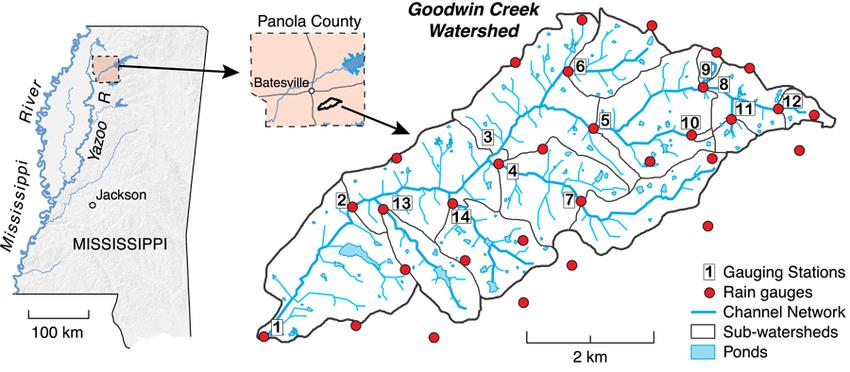 Mississippi River
Yazoo R
Jackson
MISSISSIPPI
100 km
Panola County
Batesville
Goodwin Creek
Watershed
1
2
3
4
5
6
7
8
9
10
11
12
13
14
2 km
1 Gauging Stations
Rain gauges
Channel Network
Sub-watersheds
Ponds